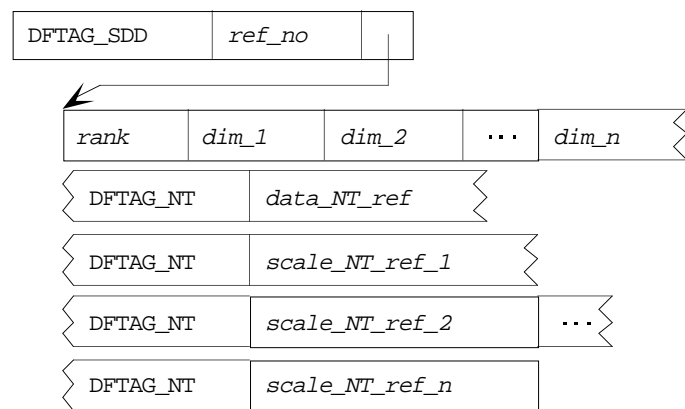 DFTAG_SDD ref_no
rank dim_1 dim_2 ... dim_n
DFTAG_NT data_NT_ref
DFTAG_NT scale_NT_ref_1
DFTAG_NT scale_NT_ref_2 ...
DFTAG_NT scale_NT_ref_n